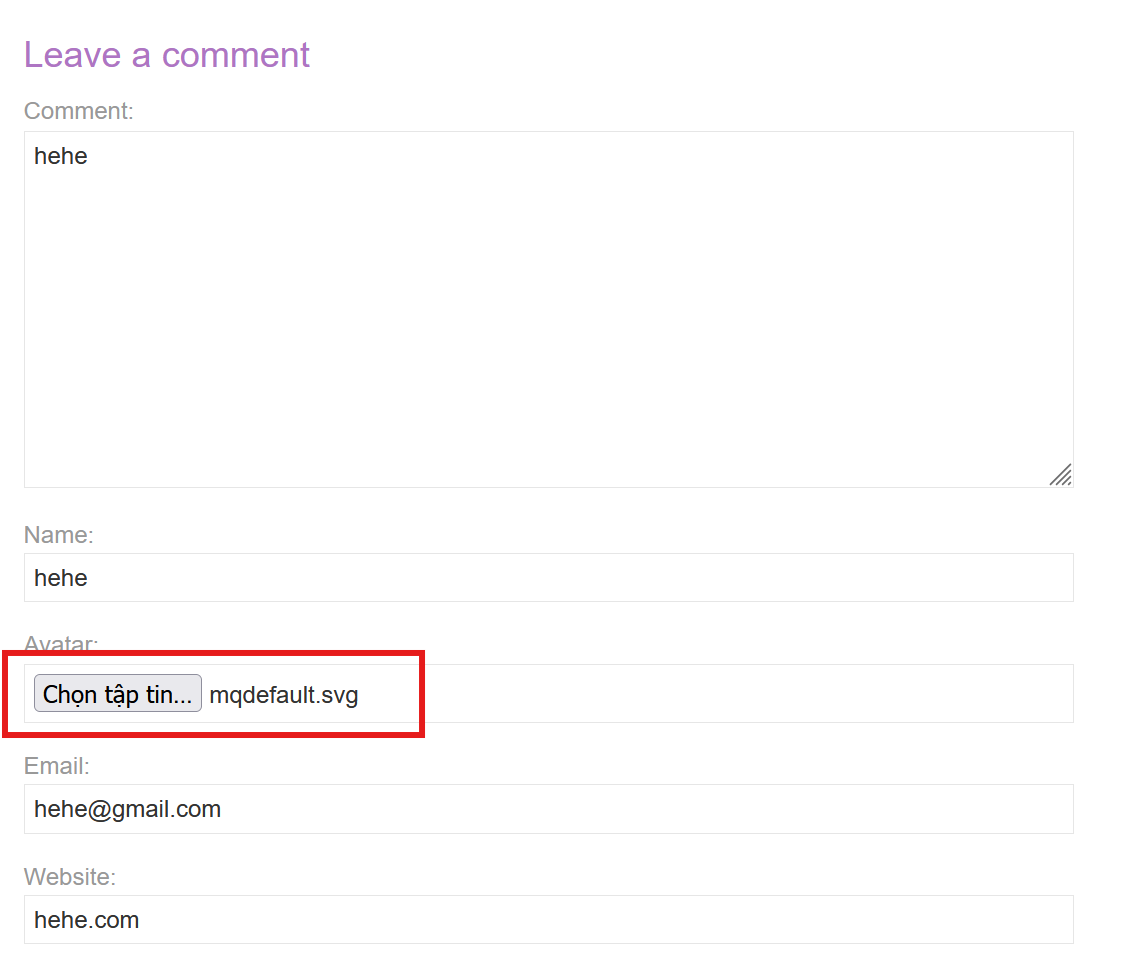 Leave a comment
Comment:
hehe
Name:
hehe
Avatar:
Chọn tập tin... mqdefault.svg
Email:
hehe@gmail.com
Website:
hehe.com